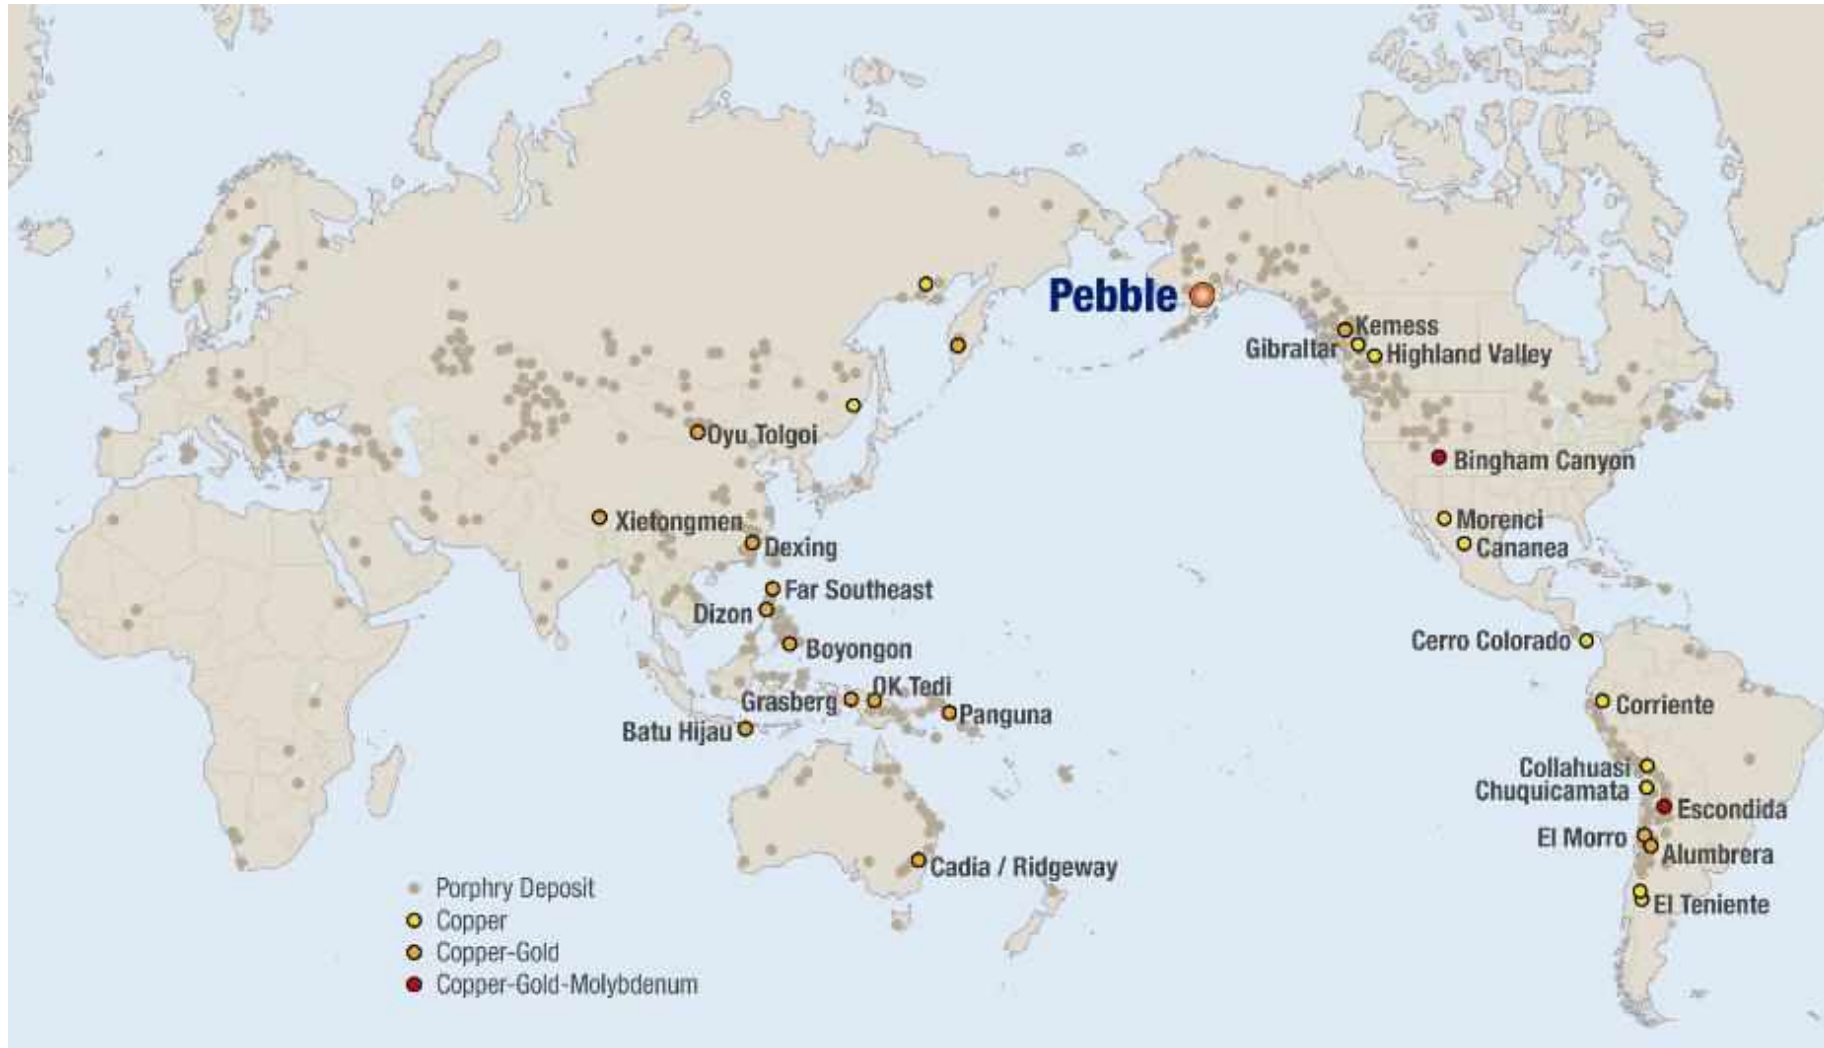 Pebble
Kemess
Gibraltar
Highland Valley
Oyu Tolgoi
Bingham Canyon
Xietongmen
Morenci
Dexing
Cananea
Far Southeast
Dizon
Cerro Colorado
Boyongon
OK Tedi
Grasberg
Panguna
Corriente
Batu Hijau
Collahuasi
Chuquicamata
Escondida
El Morro
Alumbrera
Cadia / Ridgeway
El Teniente
Porphry Deposit
Copper
Copper-Gold
Copper-Gold-Molybdenum